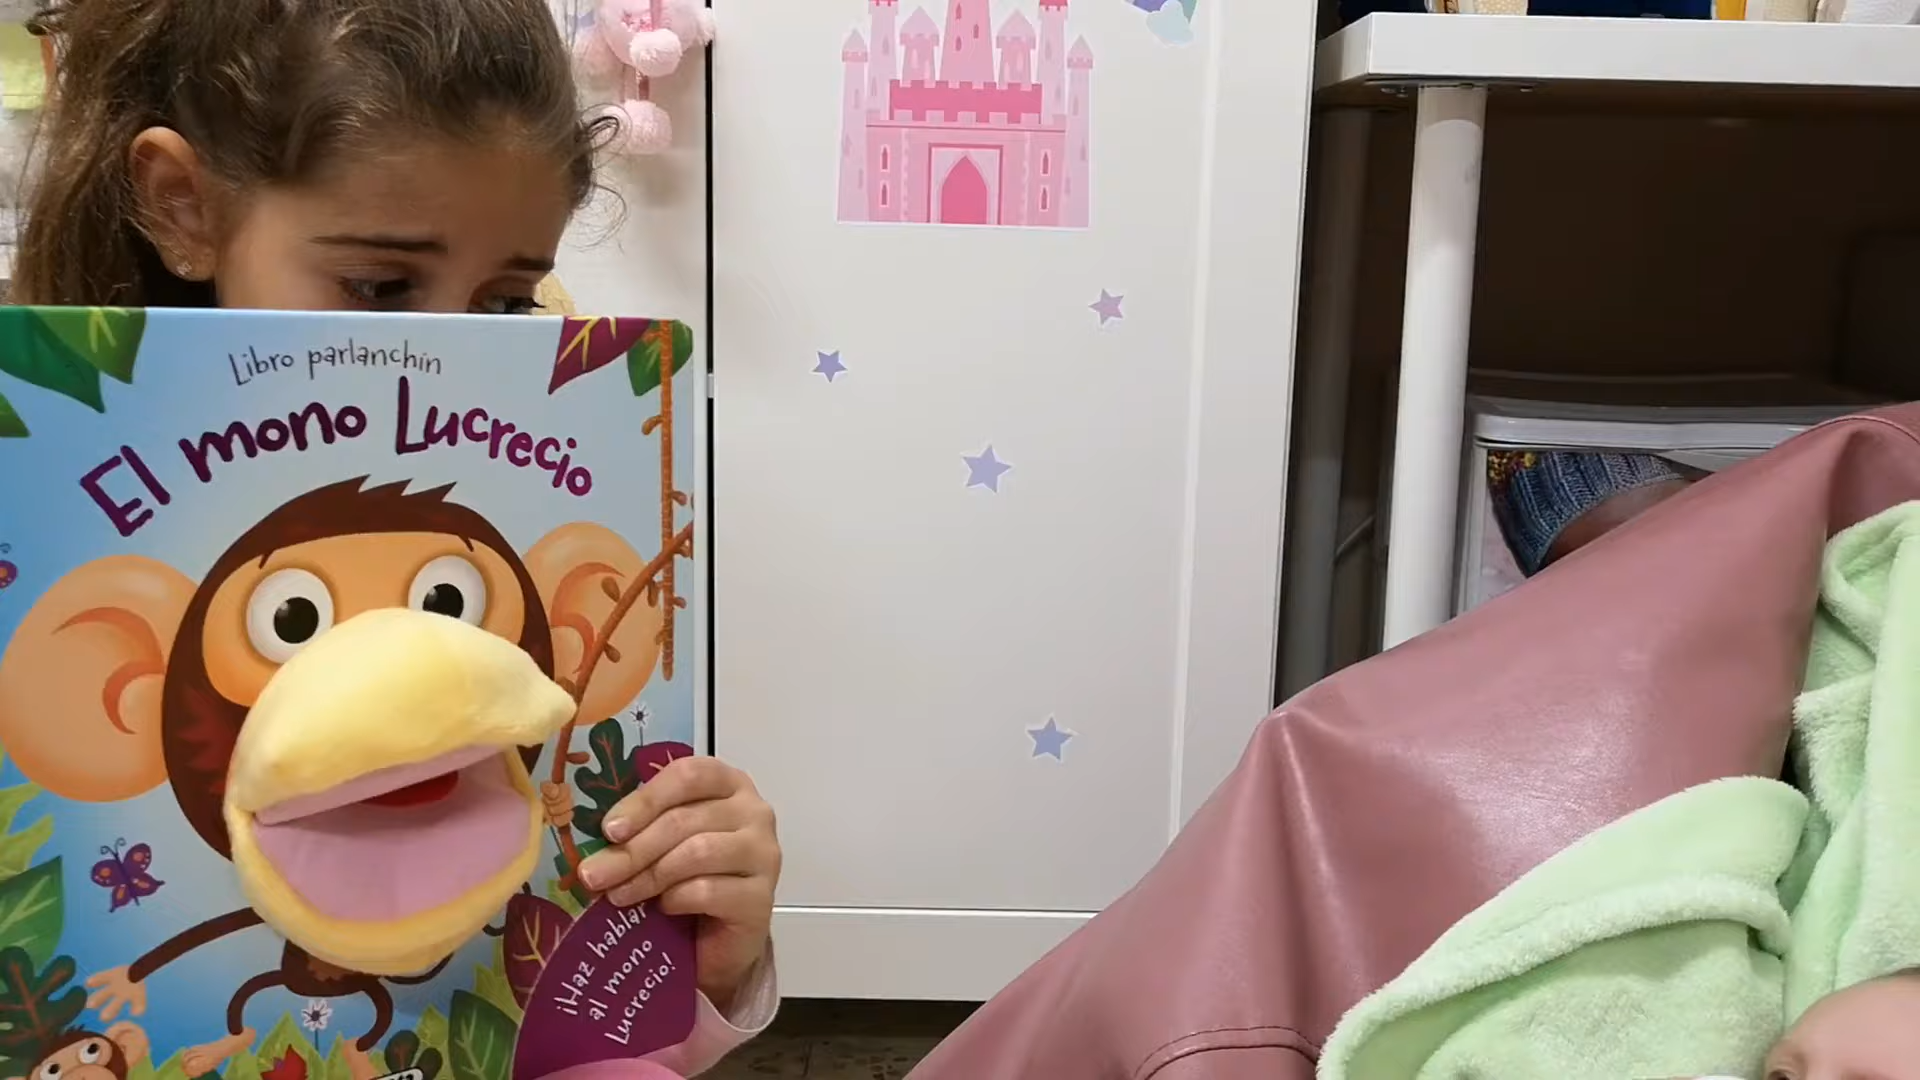 Libro parlanchín
El mono Lucrecio
¡Haz hablar
al mono
Lucrecio!